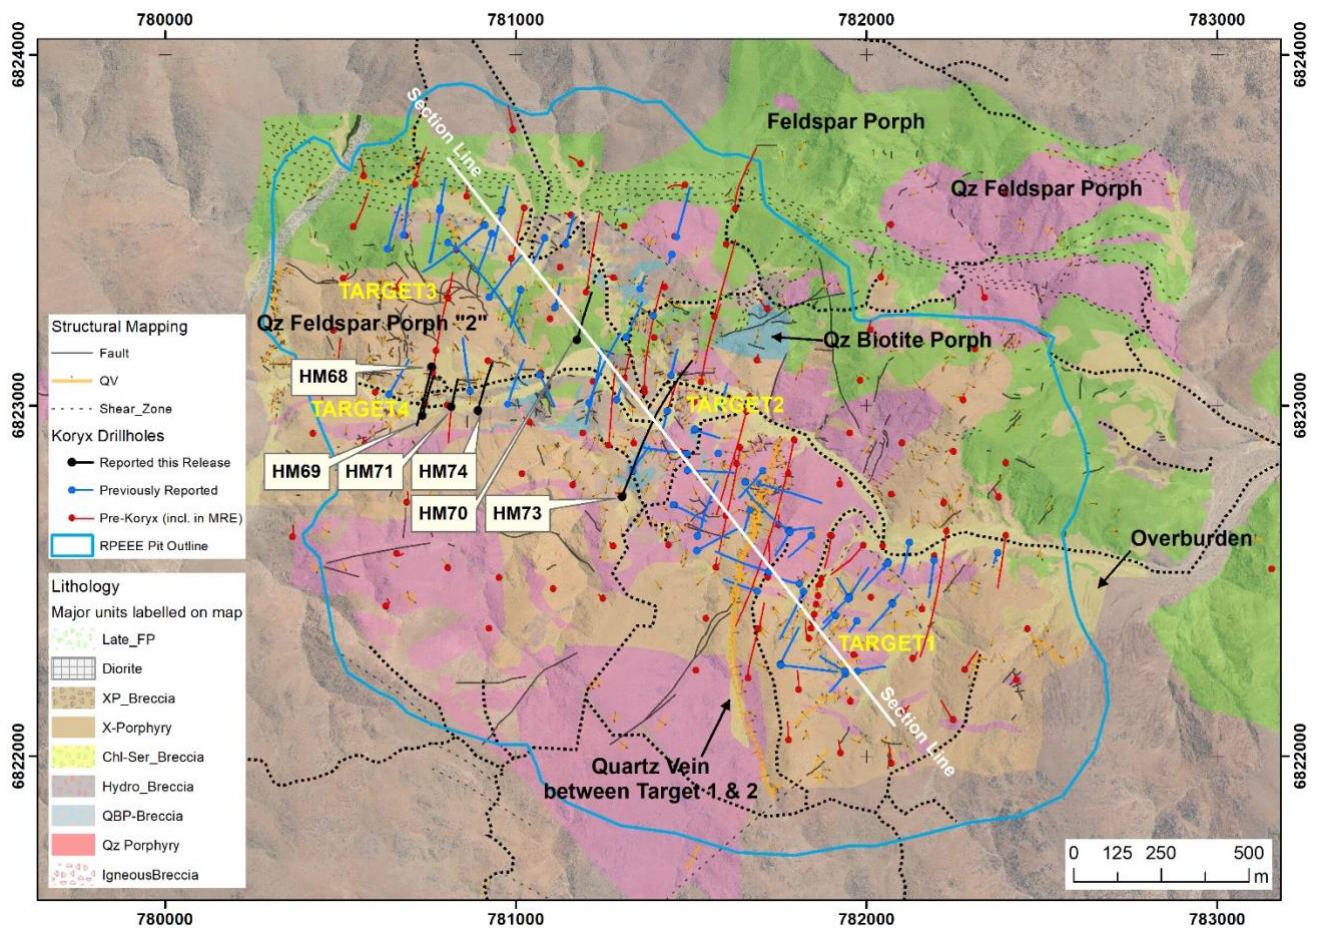 780000
781000
782000
783000
6824000
6824000
Section Line
Feldspar Porph
Qz Feldspar Porph
TARGET3
Qz Feldspar Porph "2"
Qz Biotite Porph
HM68
6823000
TARGET4
TARGET2
6823000
HM69
HM71
HM74
HM70
HM73
Overburden
TARGET1
Section Line
Quartz Vein
between Target 1 & 2
6822000
6822000
Structural Mapping
Fault
QV
Shear_Zone
Koryx Drillholes
Reported this Release
Previously Reported
Pre-Koryx (incl. in MRE)
RPEEE Pit Outline
Lithology
Major units labelled on map
Late_FP
Diorite
XP_Breccia
X-Porphyry
Chl-Ser_Breccia
Hydro_Breccia
QBP-Breccia
Qz Porphyry
IgneousBreccia
0 125 250 500
m
780000
781000
782000
783000